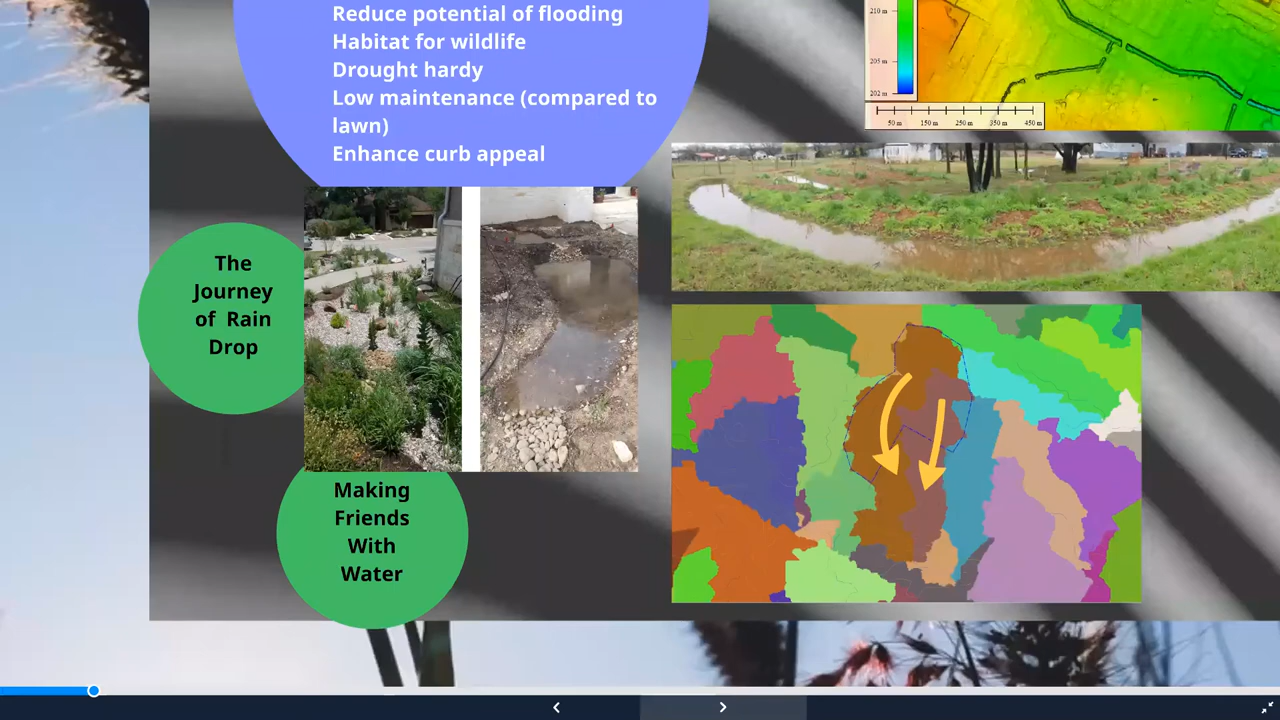 Reduce potential of flooding
Habitat for wildlife
Drought hardy
Low maintenance (compared to
lawn)
Enhance curb appeal
The
Journey
of Rain
Drop
Making
Friends
With
Water
210 m
205 m
202 m
50 m 150 m 250 m 350 m 450 m